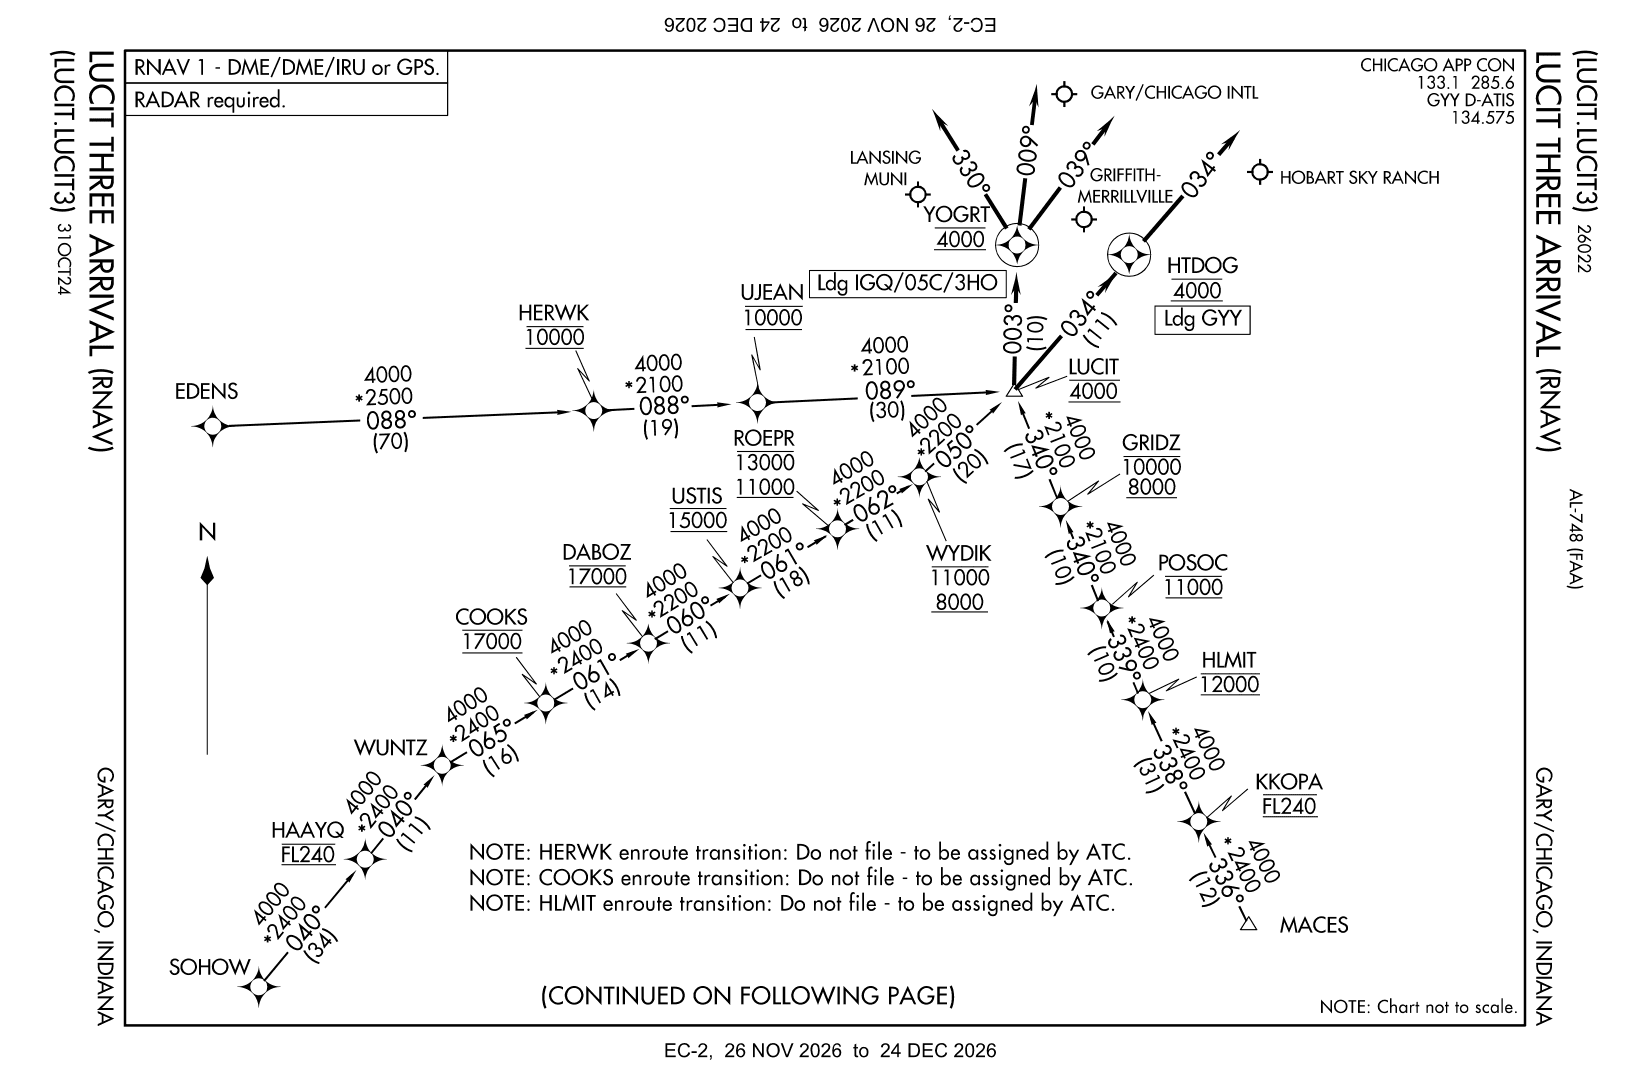 EC-2, 26 NOV 2026 to 24 DEC 2026
(LUCIT.LUCIT3) 31OCT24
LUCIT THREE ARRIVAL (RNAV)
GARY/CHICAGO, INDIANA
RNAV 1 - DME/DME/IRU or GPS.
RADAR required.
CHICAGO APP CON
133.1 285.6
GYY D-ATIS
134.575
GARY/CHICAGO INTL
LANSING
MUNI
GRIFFITH-
MERRILLVILLE
HOBART SKY RANCH
330°
009°
039°
034°
YOGRT
4000
HTDOG
4000
Ldg IGQ/05C/3HO
Ldg GYY
003°
(10)
034°
(11)
LUCIT
4000
EDENS
4000
*2500
088°
(70)
HERWK
10000
4000
*2100
088°
(19)
UJEAN
10000
4000
*2100
089°
(30)
N
SOHOW
4000
*2400
040°
(34)
HAAYQ
FL240
4000
*2400
040°
(11)
WUNTZ
4000
*2400
065°
(16)
COOKS
17000
4000
*2400
061°
(14)
DABOZ
17000
4000
*2200
060°
(11)
USTIS
15000
4000
*2200
061°
(18)
ROEPR
13000
11000
4000
*2200
062°
(11)
WYDIK
11000
8000
4000
*2200
050°
(20)
GRIDZ
10000
8000
4000
*2100
340°
(17)
POSOC
11000
4000
*2100
340°
(10)
HLMIT
12000
4000
*2400
339°
(10)
KKOPA
FL240
4000
*2400
338°
(31)
MACES
4000
*2400
336°
(12)
NOTE: HERWK enroute transition: Do not file - to be assigned by ATC.
NOTE: COOKS enroute transition: Do not file - to be assigned by ATC.
NOTE: HLMIT enroute transition: Do not file - to be assigned by ATC.
(CONTINUED ON FOLLOWING PAGE)
NOTE: Chart not to scale.
(LUCIT.LUCIT3) 26022
LUCIT THREE ARRIVAL (RNAV)
AL-748 (FAA)
GARY/CHICAGO, INDIANA
EC-2, 26 NOV 2026 to 24 DEC 2026